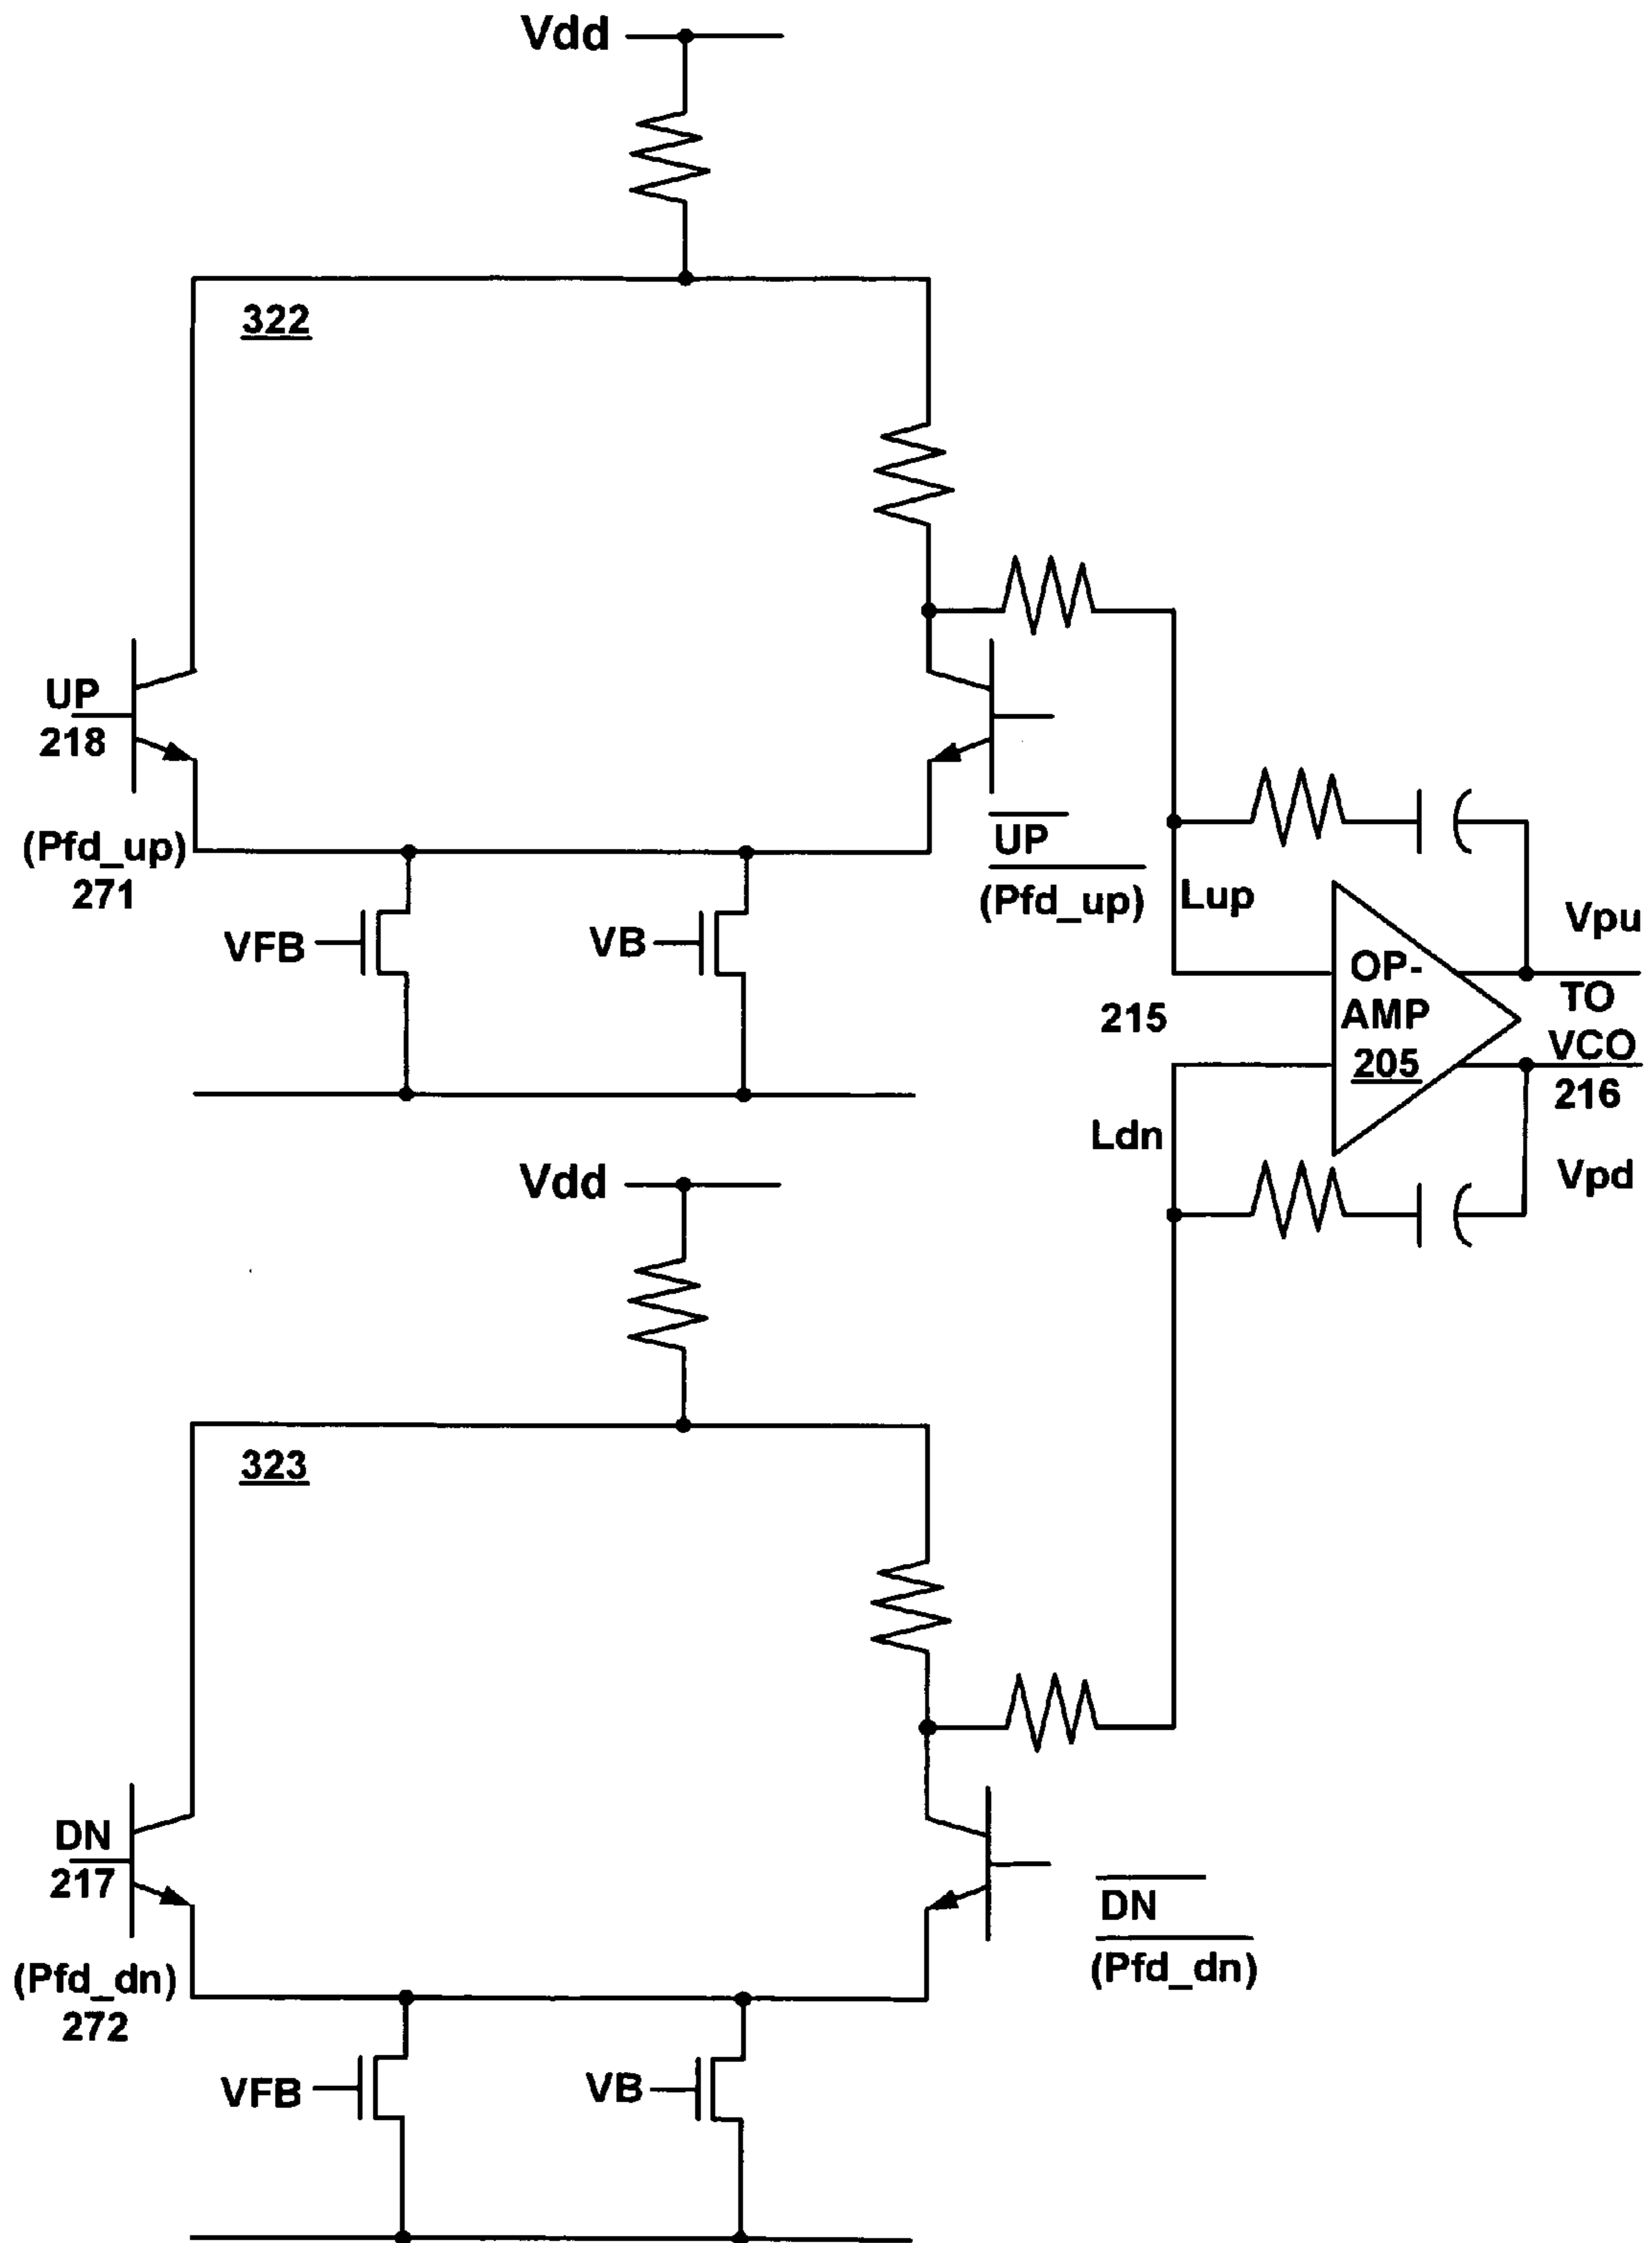 Vdd
322
UP
218
(Pfd_up)
271
UP
(Pfd_up)
VFB
VB
Lup
OP-
AMP
205
215
Vpu
TO
VCO
216
Ldn
Vpd
Vdd
323
DN
217
(Pfd_dn)
272
DN
(Pfd_dn)
VFB
VB